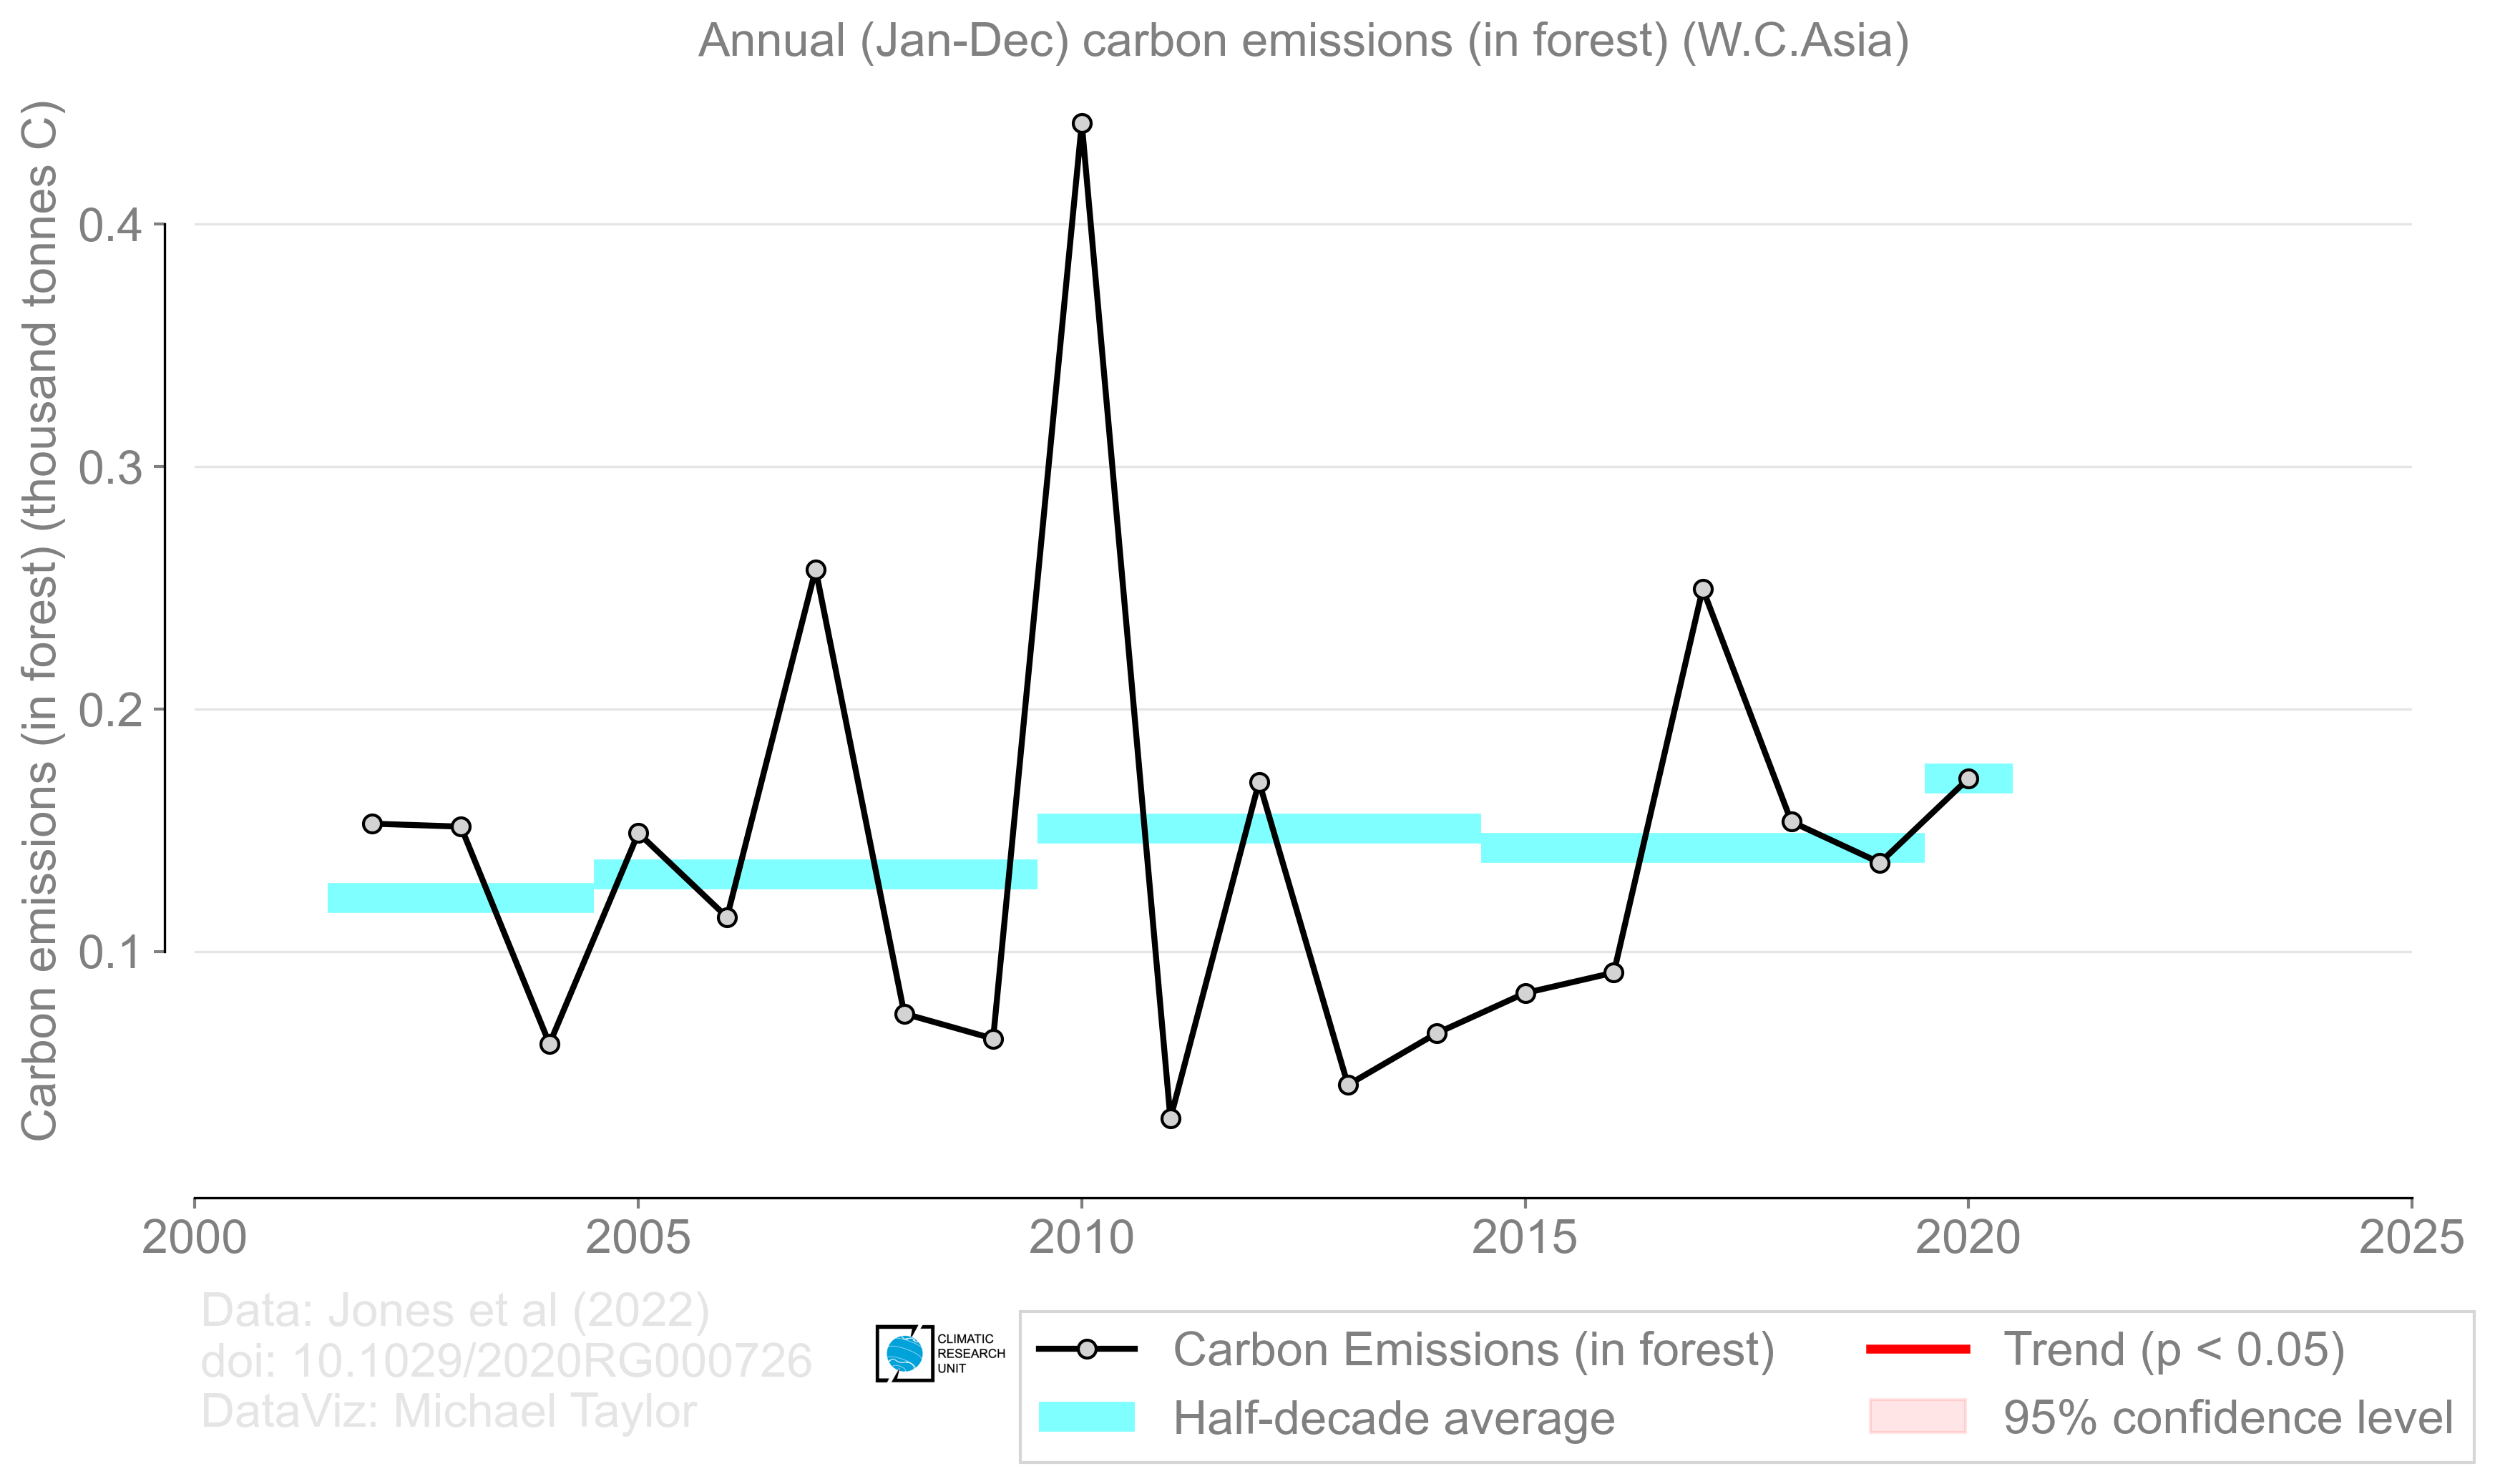 Annual (Jan-Dec) carbon emissions (in forest) (W.C.Asia)
Carbon emissions (in forest) (thousand tonnes C)
0.4
0.3
0.2
0.1
2000 2005 2010 2015 2020 2025
Data: Jones et al (2022)
doi: 10.1029/2020RG000726
DataViz: Michael Taylor
CLIMATIC
RESEARCH
UNIT
Carbon Emissions (in forest)
Half-decade average
Trend (p < 0.05)
95% confidence level